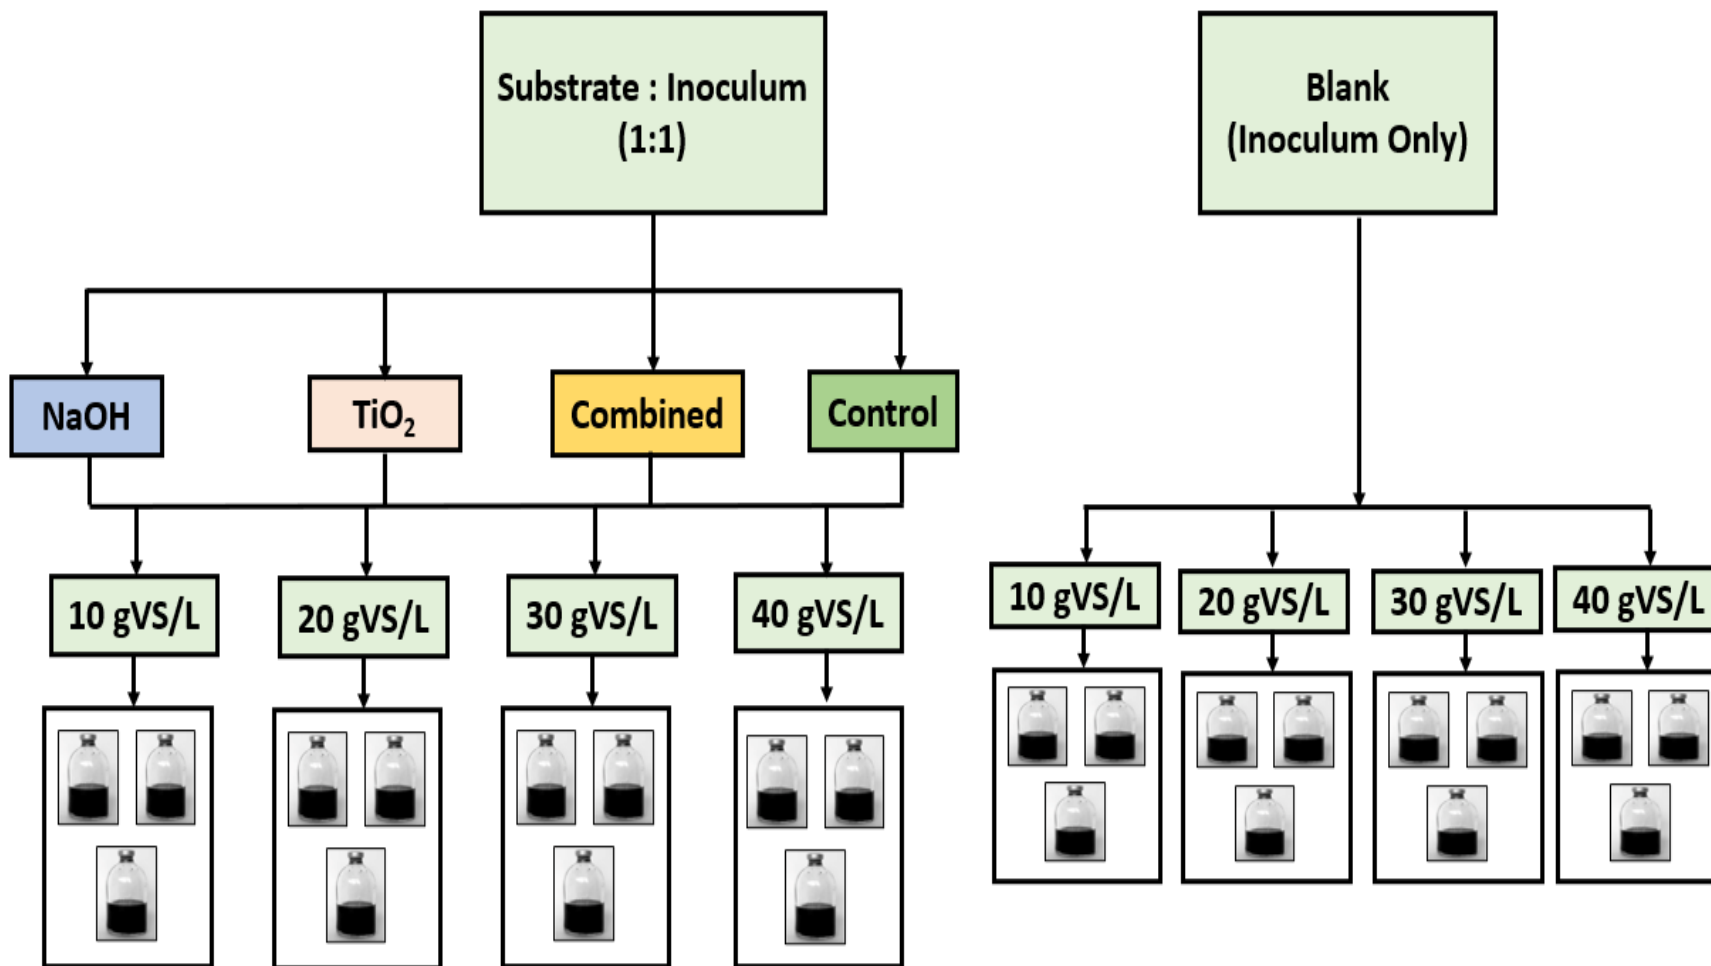 Substrate : Inoculum
(1:1)
Blank
(Inoculum Only)
NaOH
TiO₂
Combined
Control
10 gVS/L
20 gVS/L
30 gVS/L
40 gVS/L
10 gVS/L
20 gVS/L
30 gVS/L
40 gVS/L